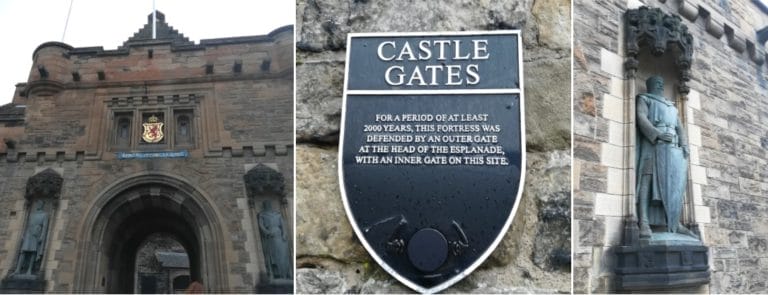 CASTLE
GATES
FOR A PERIOD OF AT LEAST
2000 YEARS, THIS FORTRESS WAS
DEFENDED BY AN OUTER GATE
AT THE HEAD OF THE ESPLANADE,
WITH AN INNER GATE ON THIS SITE.